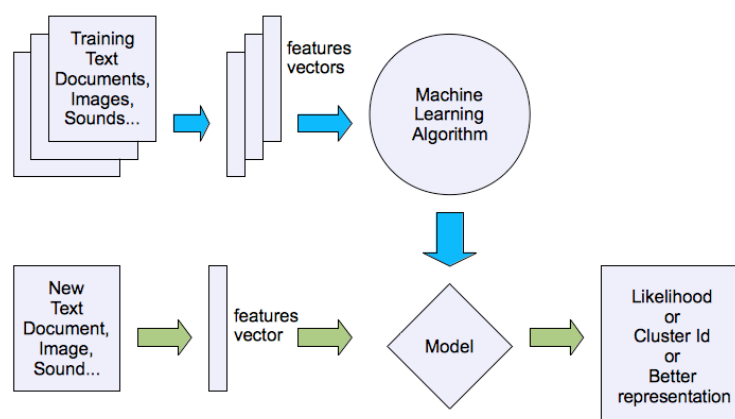 Training
Text
Documents,
Images,
Sounds...
features
vectors
Machine
Learning
Algorithm
New
Text
Document,
Image,
Sound...
features
vector
Model
Likelihood
or
Cluster Id
or
Better
representation